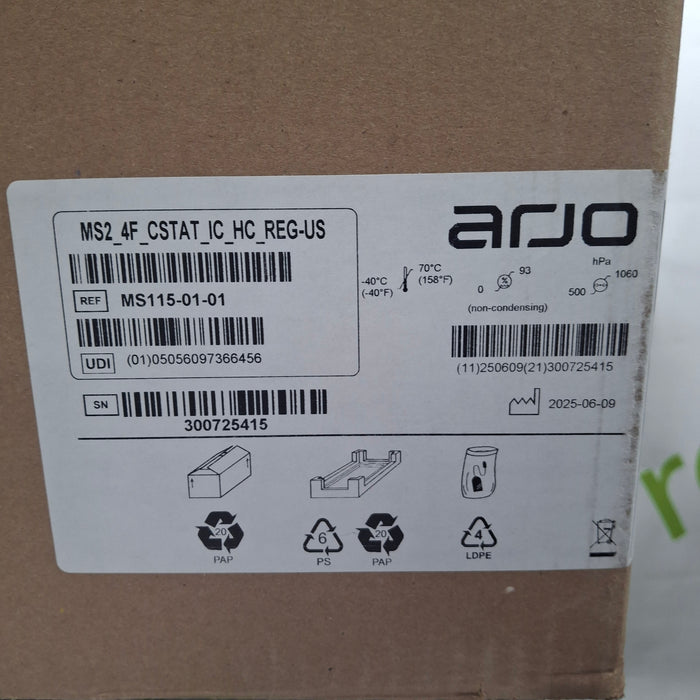 MS2_4F_CSTAT_IC_HC_REG-US
arjo
REF MS115-01-01
UDI (01)05056097366456
SN 300725415
-40°C
(-40°F)
70°C
(158°F)
0 % 93
(non-condensing)
hPa
500 1060
(11)250609(21)300725415
2025-06-09
20
PAP
6
PS
20
PAP
4
LDPE